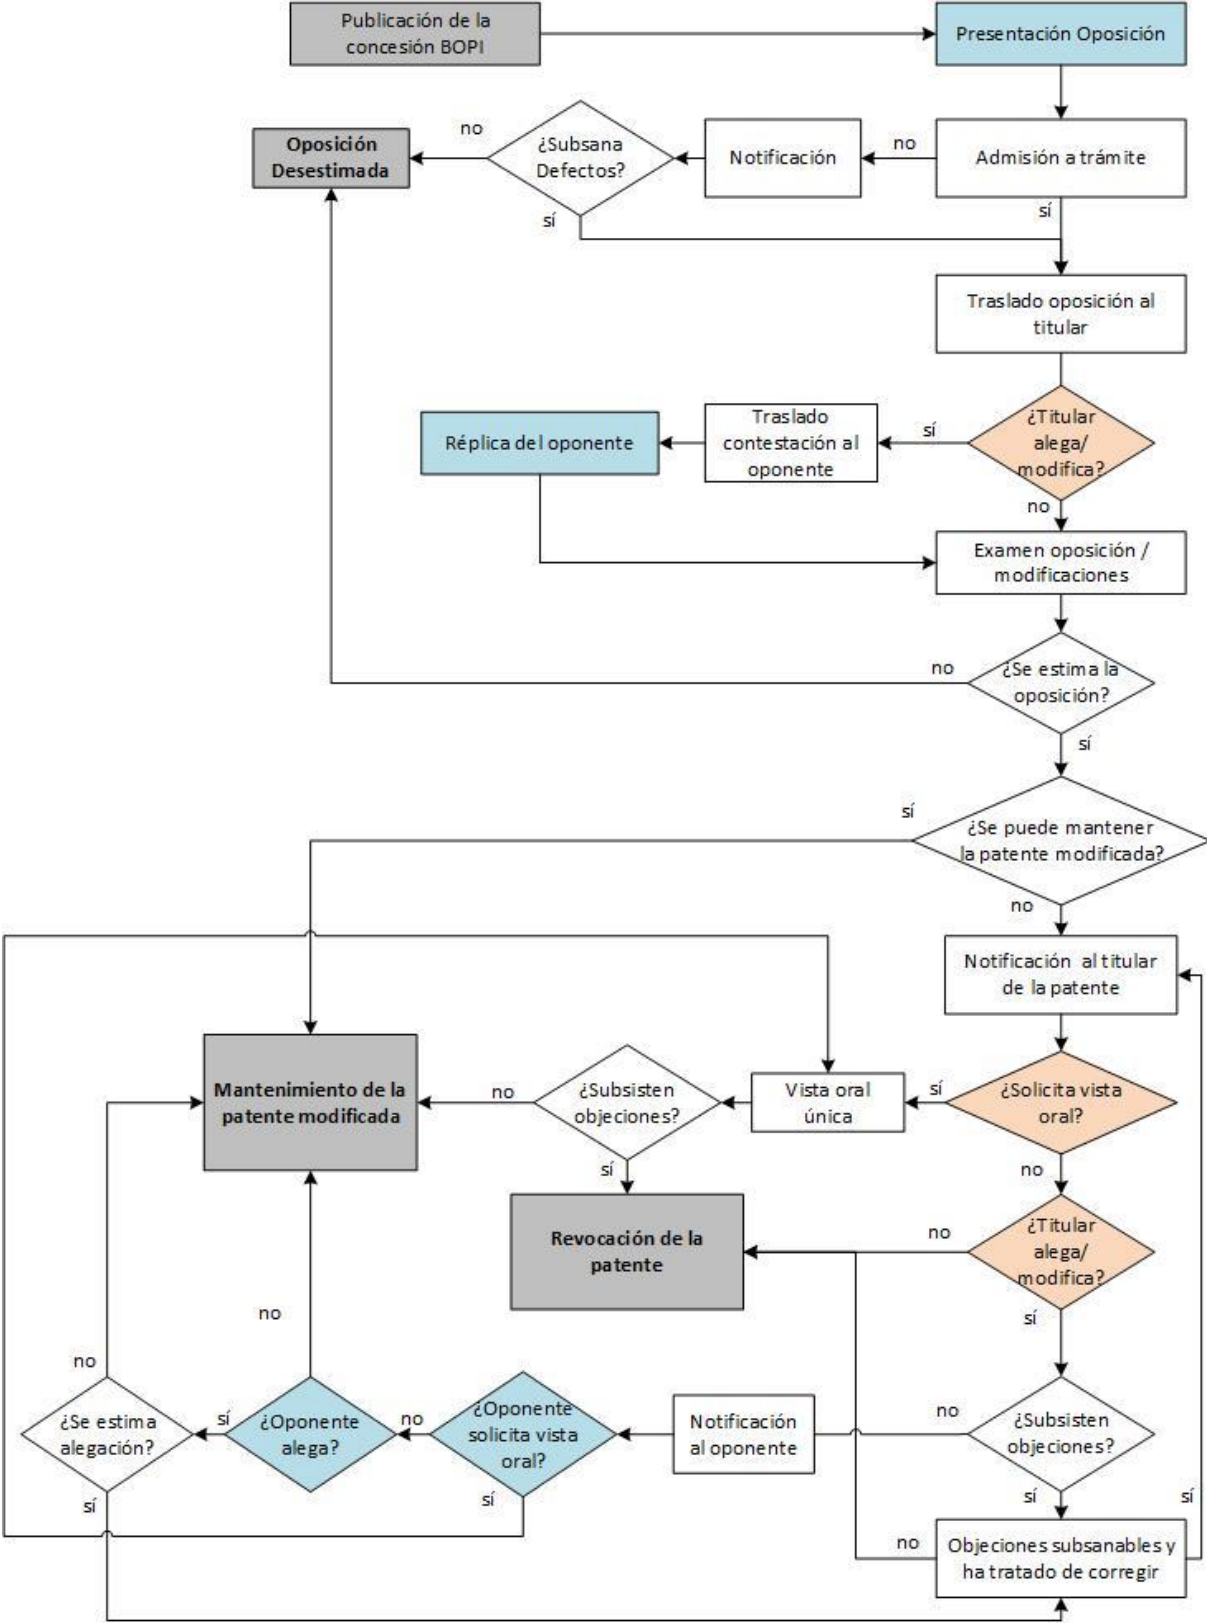 Publicación de la
concesión BOPI
Presentación Oposición
Oposición
Desestimada
no
¿Subsana
Defectos?
Notificación
no
Admisión a trámite
sí
sí
Traslado oposición al
titular
Réplica del oponente
Traslado
contestación al
oponente
sí
¿Titular
alega/
modifica?
no
Examen oposición /
modificaciones
no
¿Se estima la
oposición?
sí
sí
¿Se puede mantener
la patente modificada?
no
Notificación al titular
de la patente
Mantenimiento de la
patente modificada
no
¿Subsisten
objeciones?
Vista oral
única
sí
¿Solicita vista
oral?
sí
no
Revocación de la
patente
no
¿Titular
alega/
modifica?
no
sí
no
¿Se estima
alegación?
sí
¿Oponente
alega?
no
¿Oponente
solicita vista
oral?
Notificación
al oponente
no
¿Subsisten
objeciones?
sí
sí
sí
sí
no
Objeciones subsanables y
ha tratado de corregir